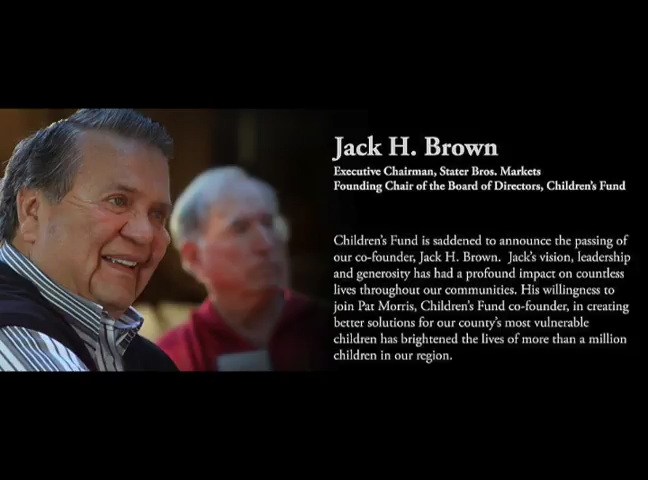 Jack H. Brown
Executive Chairman, Stater Bros. Markets
Founding Chair of the Board of Directors, Children's Fund
Children's Fund is saddened to announce the passing of
our co-founder, Jack H. Brown.  Jack's vision, leadership
and generosity has had a profound impact on countless
lives throughout our communities. His willingness to
join Pat Morris, Children's Fund co-founder, in creating
better solutions for our county's most vulnerable
children has brightened the lives of more than a million
children in our region.